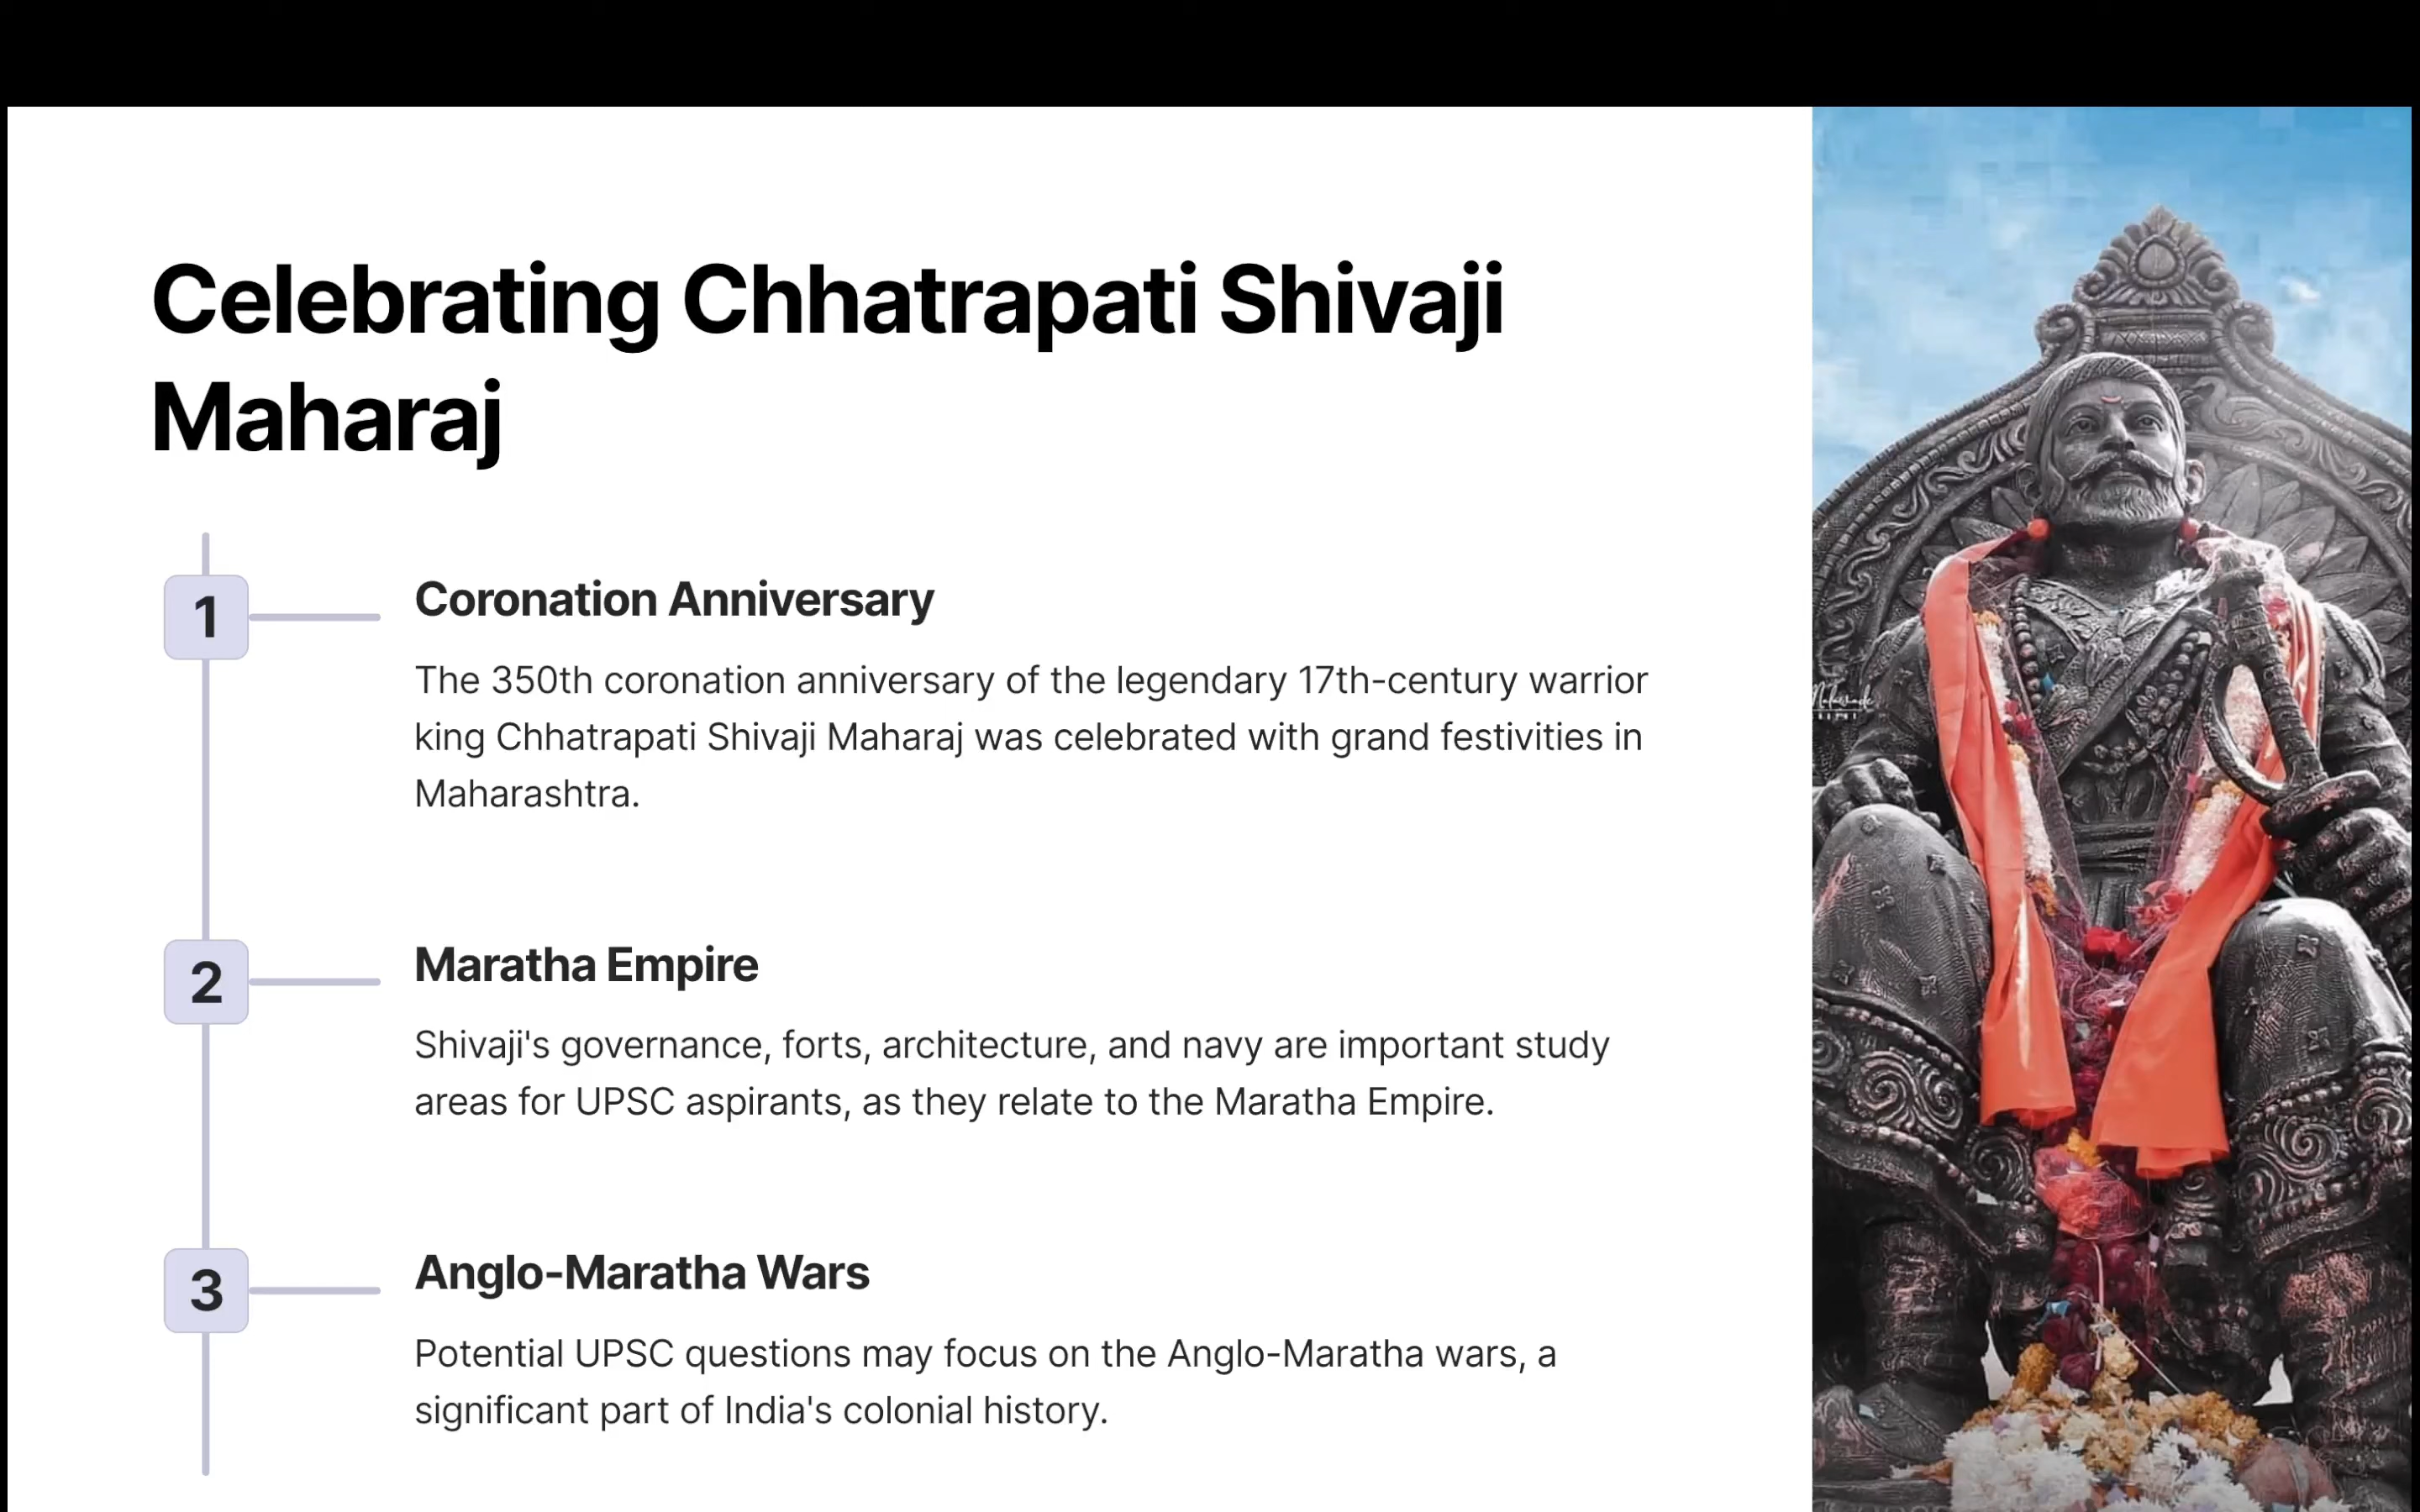 Celebrating Chhatrapati Shivaji
Maharaj
1
Coronation Anniversary
The 350th coronation anniversary of the legendary 17th-century warrior
king Chhatrapati Shivaji Maharaj was celebrated with grand festivities in
Maharashtra.
2
Maratha Empire
Shivaji's governance, forts, architecture, and navy are important study
areas for UPSC aspirants, as they relate to the Maratha Empire.
3
Anglo-Maratha Wars
Potential UPSC questions may focus on the Anglo-Maratha wars, a
significant part of India's colonial history.